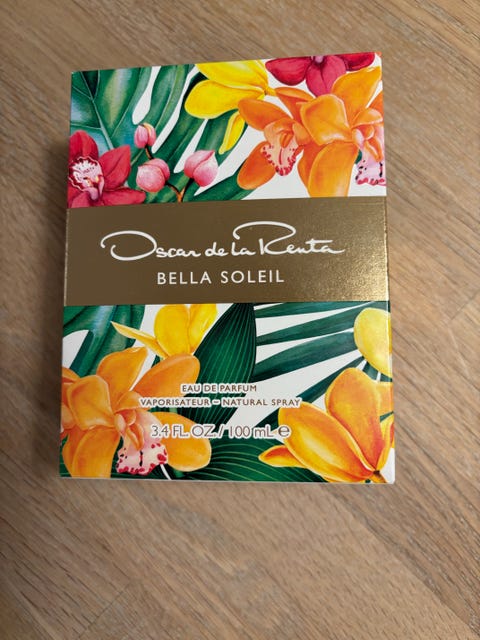 Oscar de la Renta
BELLA SOLEIL
EAU DE PARFUM
VAPORISATEUR – NATURAL SPRAY
3.4 FL. OZ. / 100 mL ℮